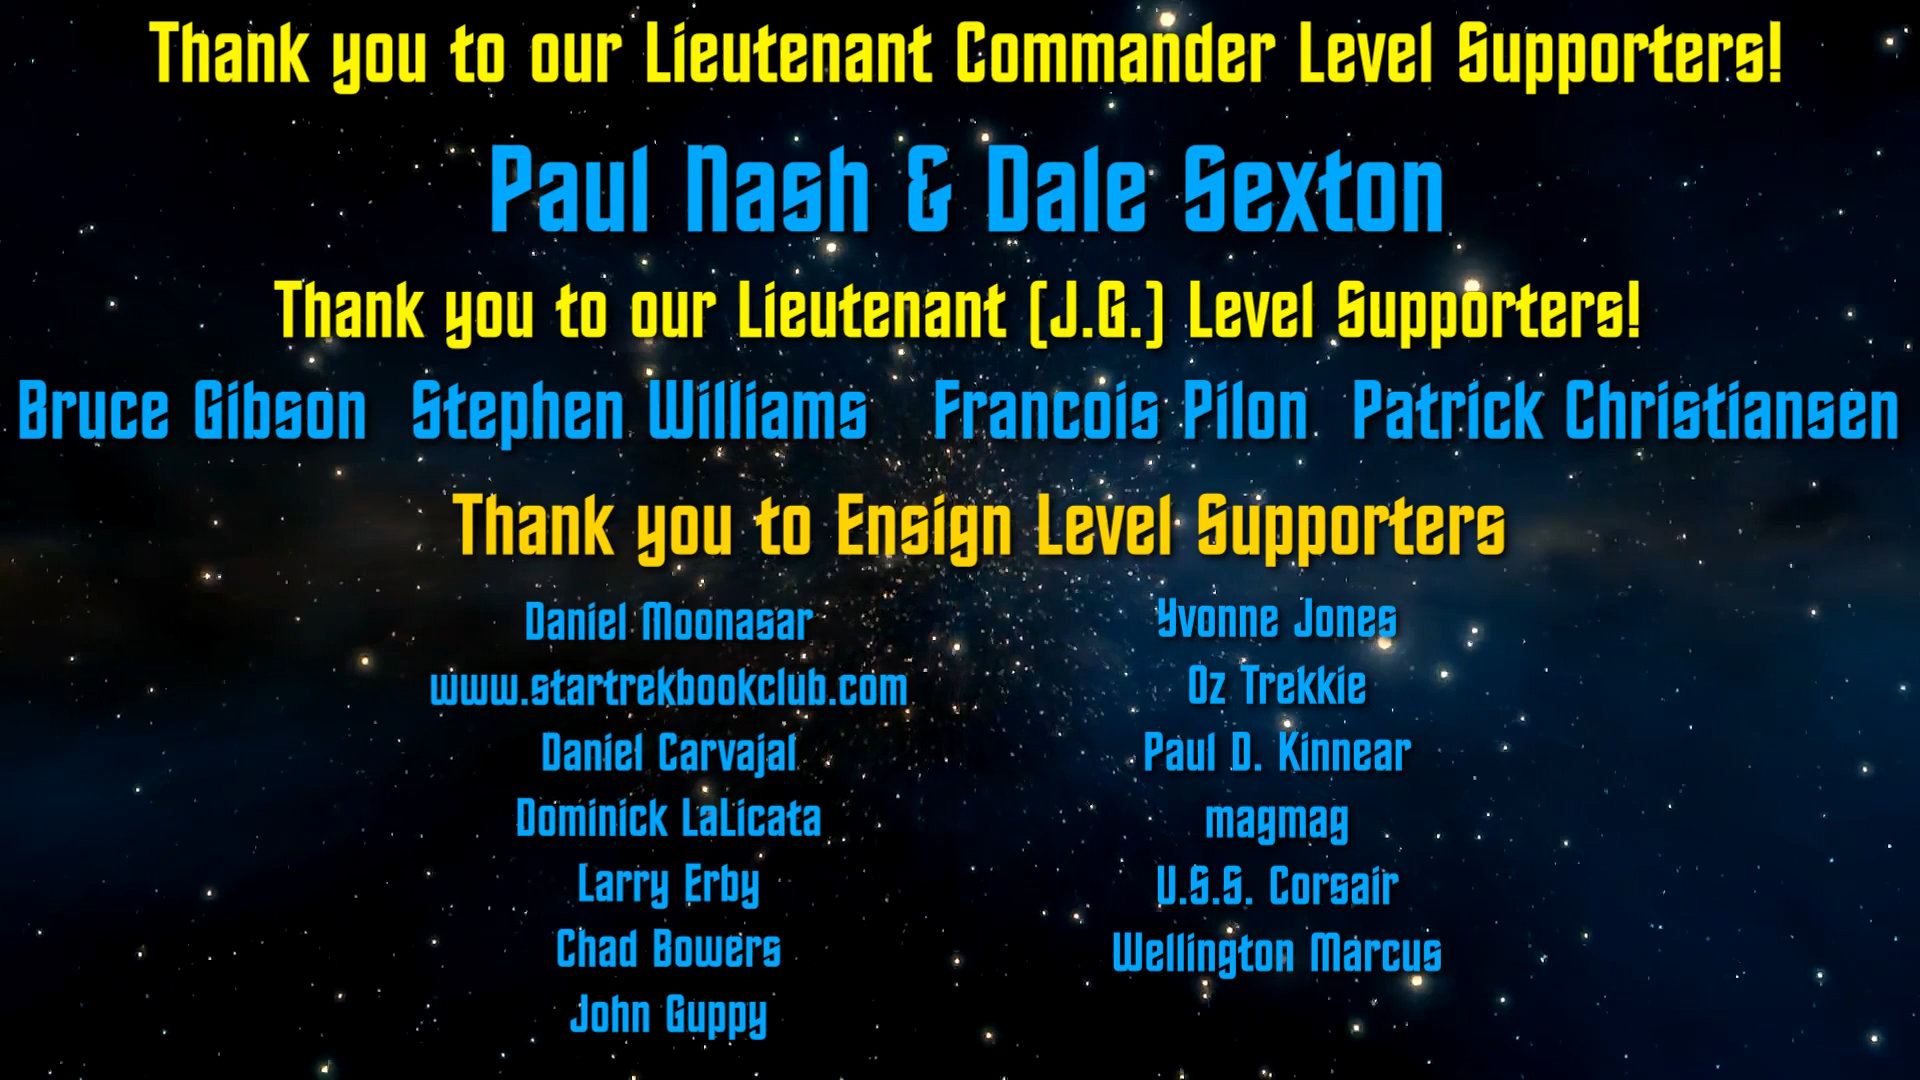 Thank you to our Lieutenant Commander Level Supporters!
Paul Nash & Dale Sexton
Thank you to our Lieutenant (J.G.) Level Supporters!
Bruce Gibson Stephen Williams Francois Pilon Patrick Christiansen
Thank you to Ensign Level Supporters
Daniel Moonasar
www.startrekbookclub.com
Daniel Carvajal
Dominick LaLicata
Larry Erby
Chad Bowers
John Guppy
Yvonne Jones
Oz Trekkie
Paul D. Kinnear
magmag
U.S.S. Corsair
Wellington Marcus